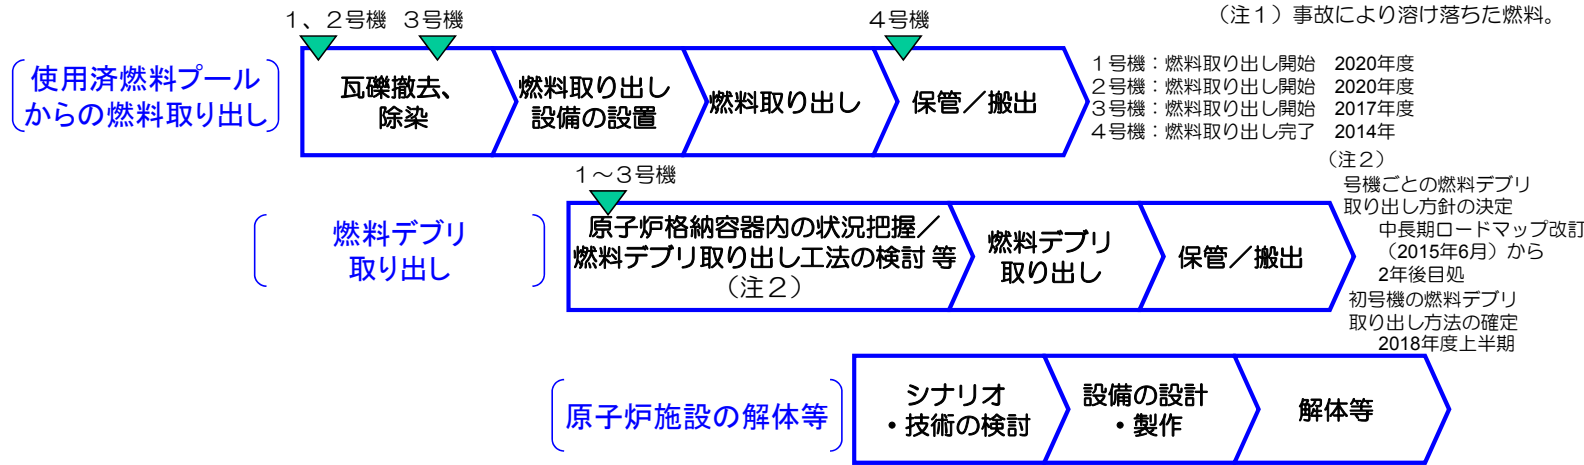 （注１）事故により溶け落ちた燃料。
１、２号機
３号機
４号機
使用済燃料プール
からの燃料取り出し
瓦礫撤去、
除染
燃料取り出し
設備の設置
燃料取り出し
保管／搬出
１号機：燃料取り出し開始　2020年度
２号機：燃料取り出し開始　2020年度
３号機：燃料取り出し開始　2017年度
４号機：燃料取り出し完了　2014年
１～３号機
燃料デブリ
取り出し
原子炉格納容器内の状況把握／
燃料デブリ取り出し工法の検討 等
（注２）
燃料デブリ
取り出し
保管／搬出
（注２）
号機ごとの燃料デブリ
取り出し方針の決定
中長期ロードマップ改訂
（2015年6月）から
2年後目処
初号機の燃料デブリ
取り出し方法の確定
2018年度上半期
原子炉施設の解体等
シナリオ
・技術の検討
設備の設計
・製作
解体等